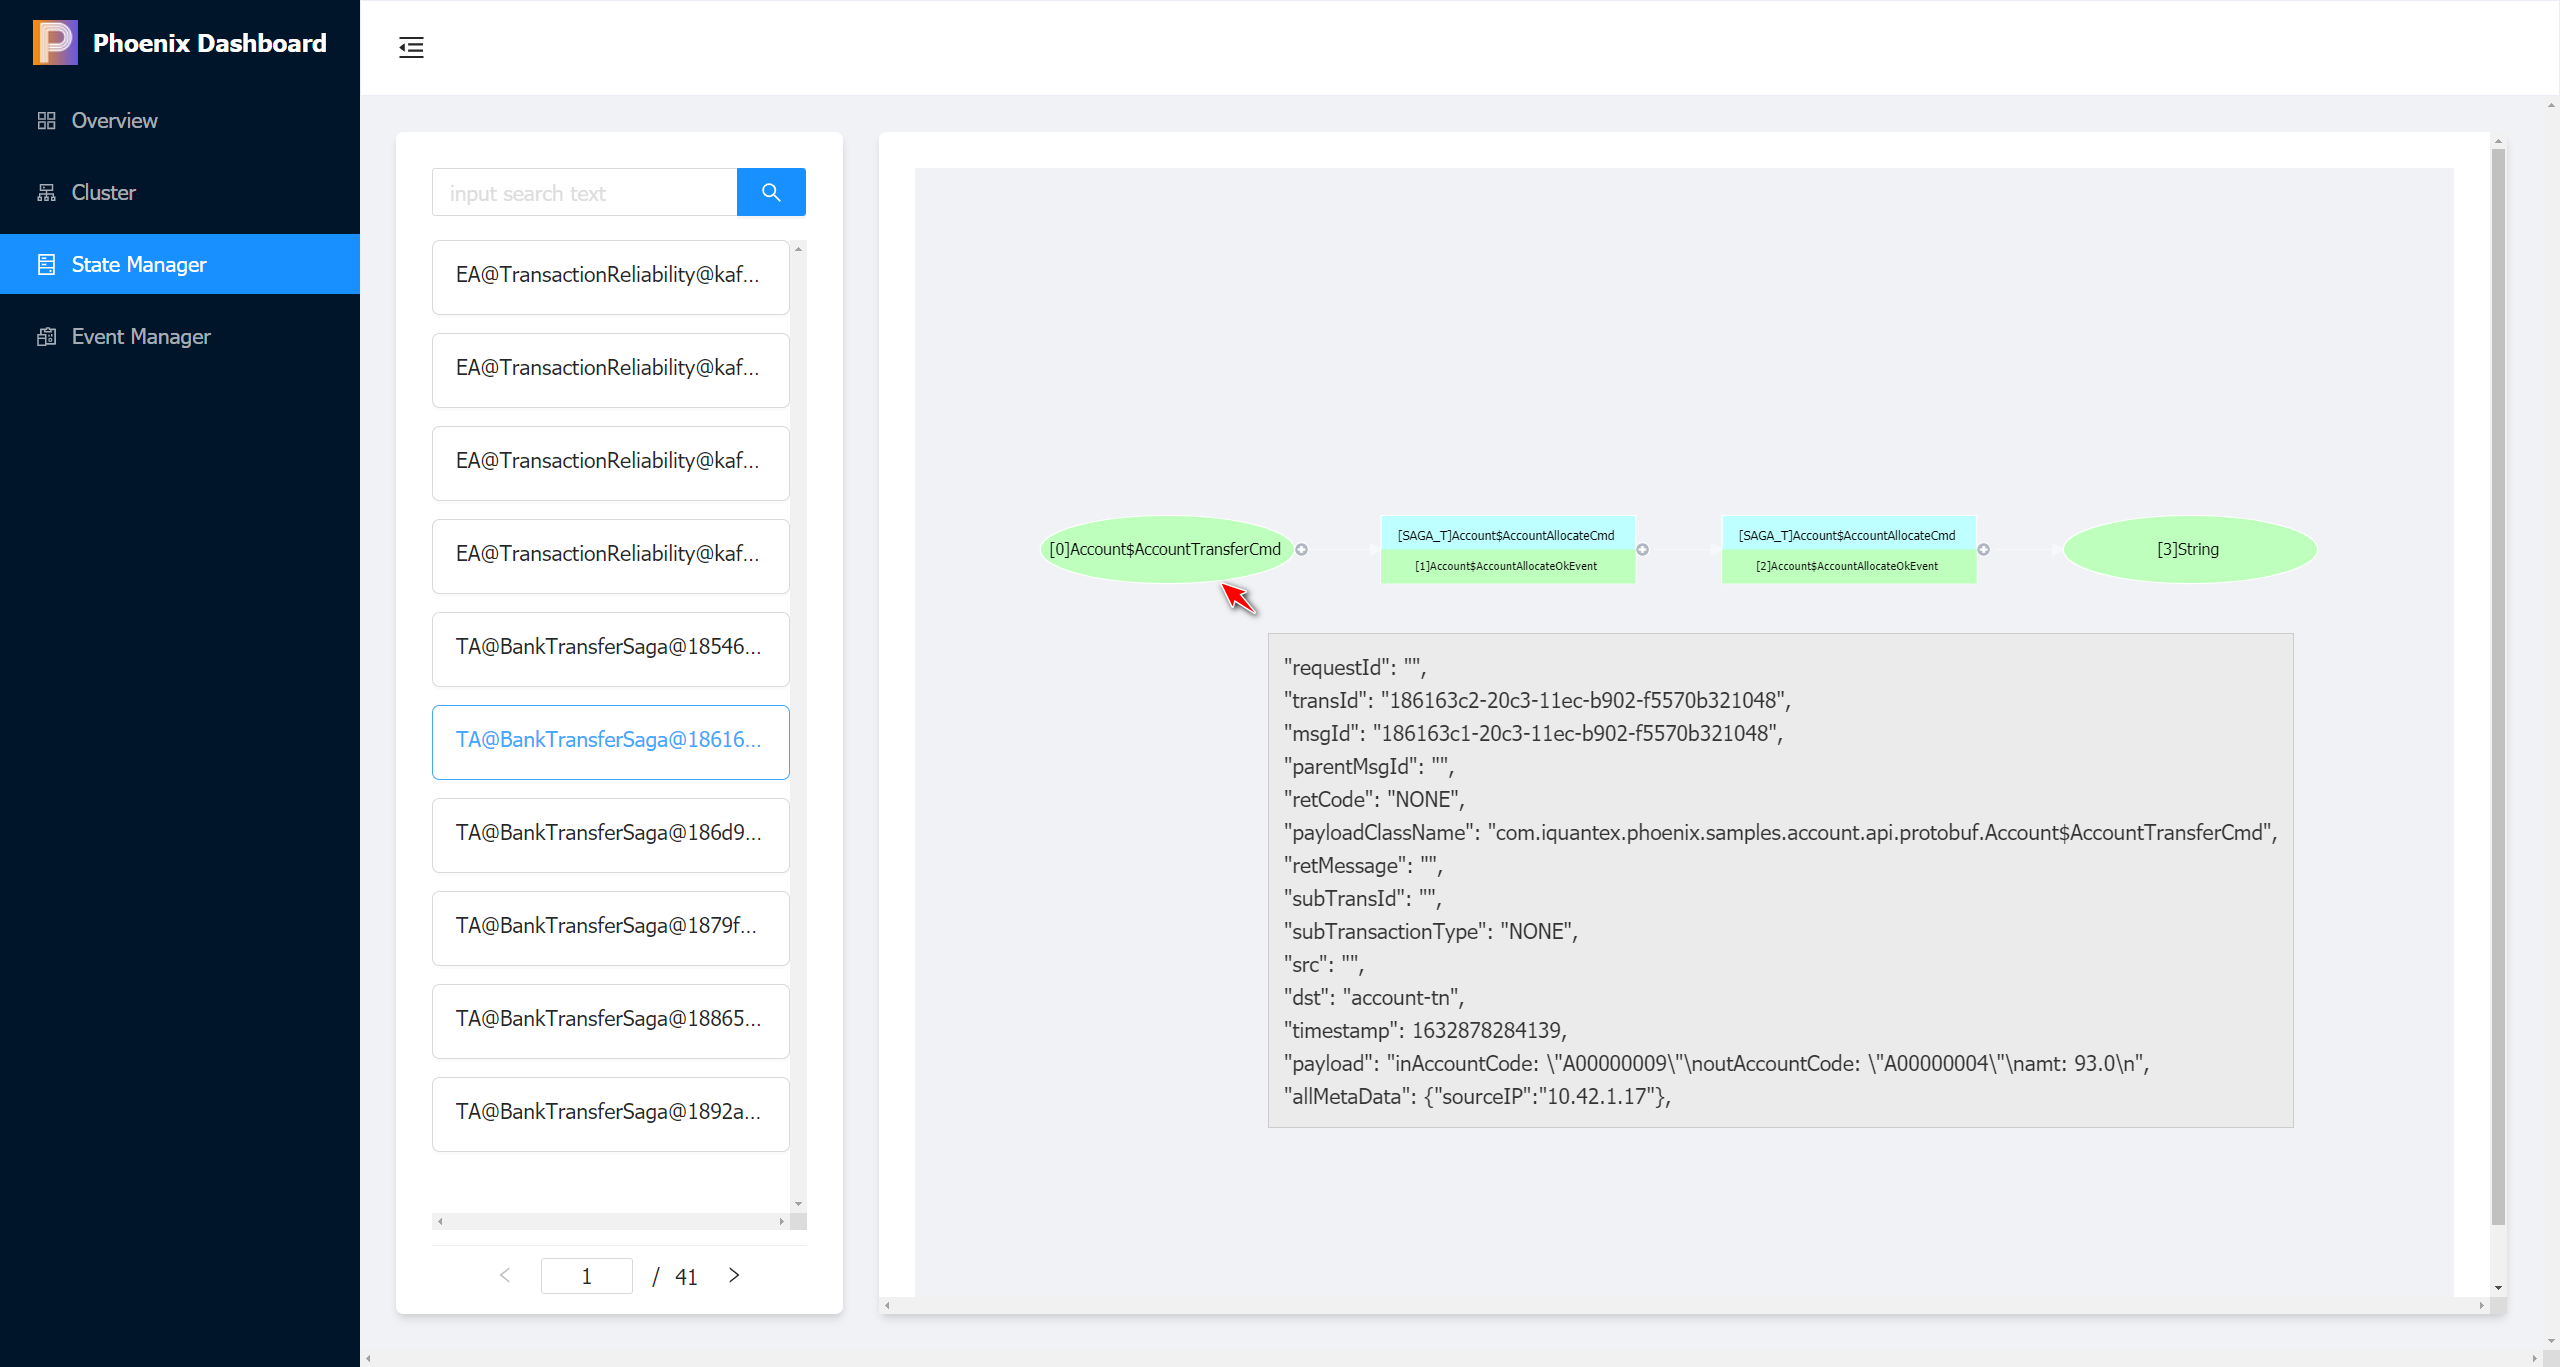 Phoenix Dashboard
Overview
Cluster
State Manager
Event Manager
input search text
EA@TransactionReliability@kaf...
EA@TransactionReliability@kaf...
EA@TransactionReliability@kaf...
EA@TransactionReliability@kaf...
TA@BankTransferSaga@18546...
TA@BankTransferSaga@18616...
TA@BankTransferSaga@186d9...
TA@BankTransferSaga@1879f...
TA@BankTransferSaga@18865...
TA@BankTransferSaga@1892a...
1 / 41
[0]Account$AccountTransferCmd
[SAGA_T]Account$AccountAllocateCmd
[1]Account$AccountAllocateOkEvent
[SAGA_T]Account$AccountAllocateCmd
[2]Account$AccountAllocateOkEvent
[3]String
"requestId": "",
"transId": "186163c2-20c3-11ec-b902-f5570b321048",
"msgId": "186163c1-20c3-11ec-b902-f5570b321048",
"parentMsgId": "",
"retCode": "NONE",
"payloadClassName": "com.iquantex.phoenix.samples.account.api.protobuf.Account$AccountTransferCmd",
"retMessage": "",
"subTransId": "",
"subTransactionType": "NONE",
"src": "",
"dst": "account-tn",
"timestamp": 1632878284139,
"payload": "inAccountCode: \"A00000009\"\noutAccountCode: \"A00000004\"\namt: 93.0\n",
"allMetaData": {"sourceIP":"10.42.1.17"},